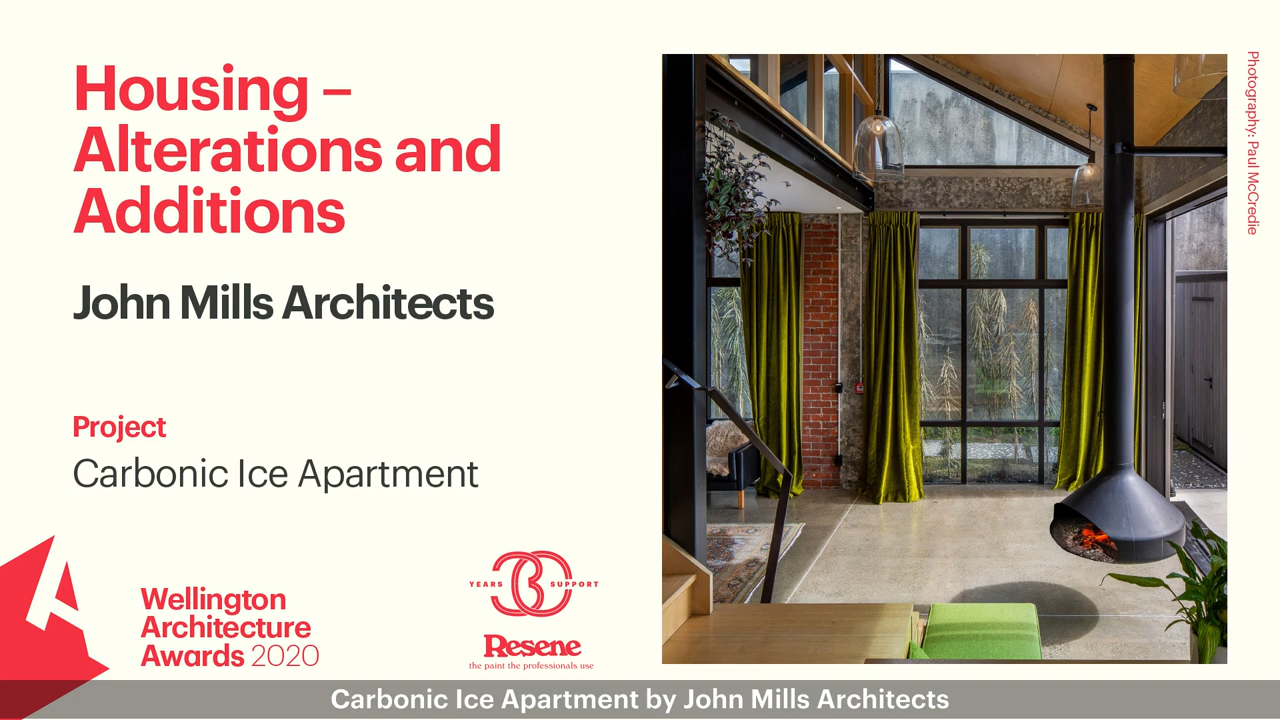 Housing –
Alterations and
Additions
John Mills Architects
Project
Carbonic Ice Apartment
Wellington
Architecture
Awards 2020
YEARS 30 SUPPORT
Resene
the paint the professionals use
Photography: Paul McCredie
Carbonic Ice Apartment by John Mills Architects